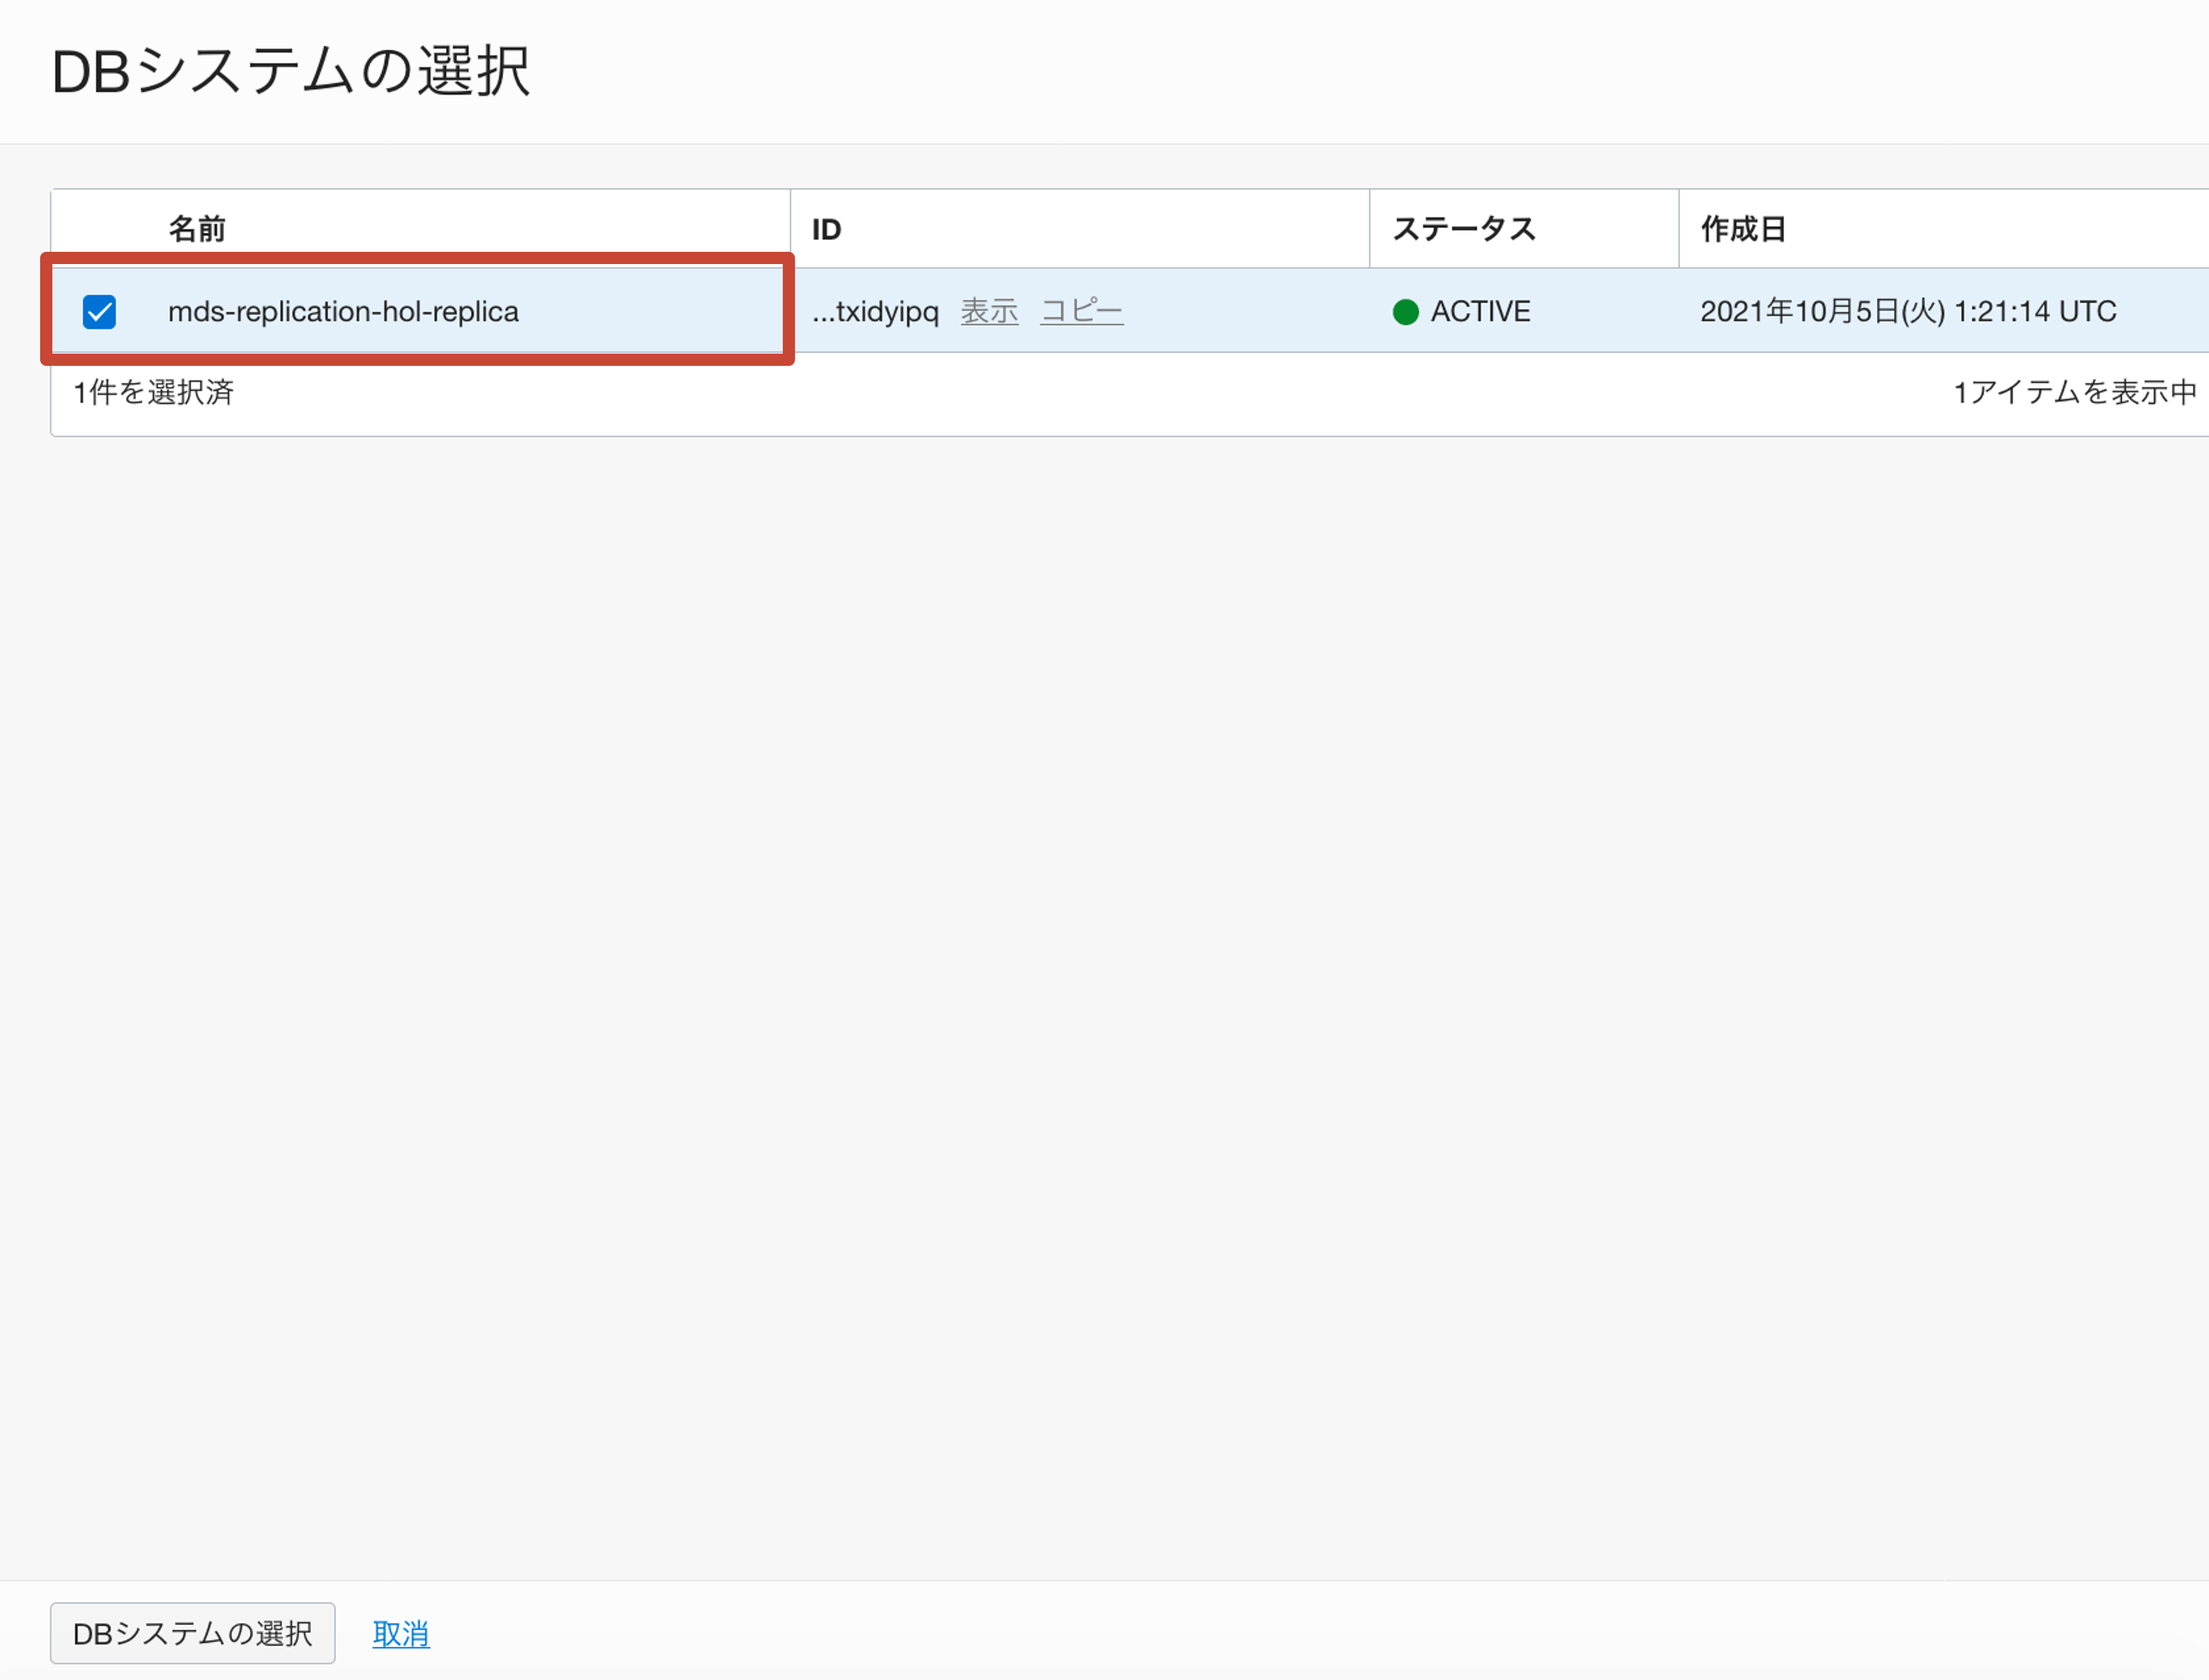 DBシステムの選択
名前 ID ステータス 作成日
mds-replication-hol-replica ...txidyipq 表示 コピー ACTIVE 2021年10月5日(火) 1:21:14 UTC
1件を選択済 1アイテムを表示中
DBシステムの選択 取消